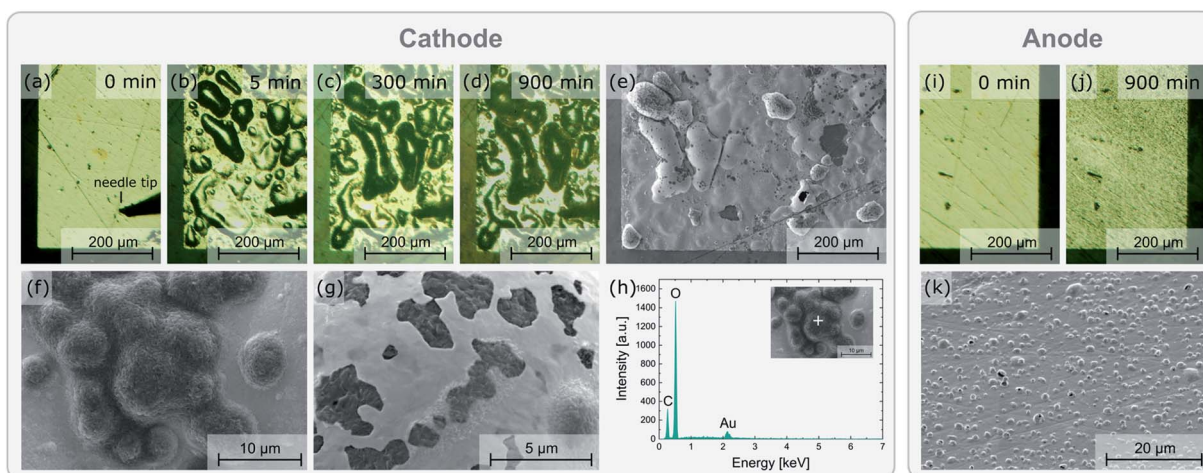 Cathode
Anode
(a) 0 min
needle tip
200 µm
(b) 5 min
200 µm
(c) 300 min
200 µm
(d) 900 min
200 µm
(e)
200 µm
(i) 0 min
200 µm
(j) 900 min
200 µm
(f)
10 µm
(g)
5 µm
(h)
1600
1400
1200
1000
800
600
400
200
0
Intensity [a.u.]
O
C
Au
10 µm
0 1 2 3 4 5 6 7
Energy [keV]
(k)
20 µm